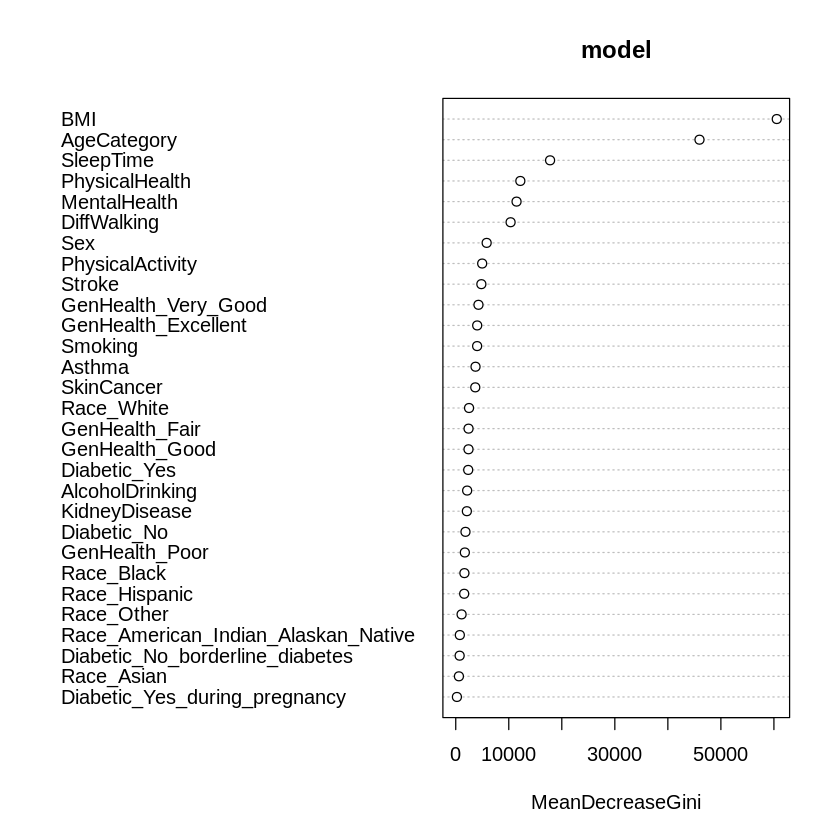 model
BMI
AgeCategory
SleepTime
PhysicalHealth
MentalHealth
DiffWalking
Sex
PhysicalActivity
Stroke
GenHealth_Very_Good
GenHealth_Excellent
Smoking
Asthma
SkinCancer
Race_White
GenHealth_Fair
GenHealth_Good
Diabetic_Yes
AlcoholDrinking
KidneyDisease
Diabetic_No
GenHealth_Poor
Race_Black
Race_Hispanic
Race_Other
Race_American_Indian_Alaskan_Native
Diabetic_No_borderline_diabetes
Race_Asian
Diabetic_Yes_during_pregnancy
0 10000 30000 50000
MeanDecreaseGini